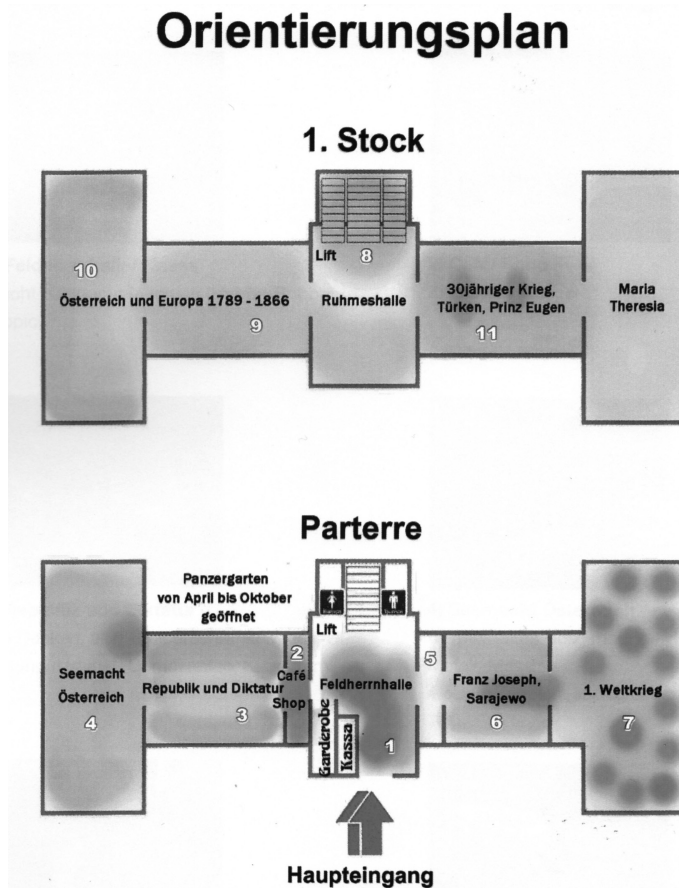 Orientierungsplan
1. Stock
Lift
8
10
Österreich und Europa 1789 - 1866
9
Ruhmeshalle
30jähriger Krieg,
Türken, Prinz Eugen
11
Maria
Theresia
Parterre
Panzergarten
von April bis Oktober
geöffnet
Lift
Seemacht
Österreich
4
Republik und Diktatur
3
2
Café
Shop
Feldherrnhalle
Garderobe
Kassa
1
5
Franz Joseph,
Sarajewo
6
1. Weltkrieg
7
Haupteingang